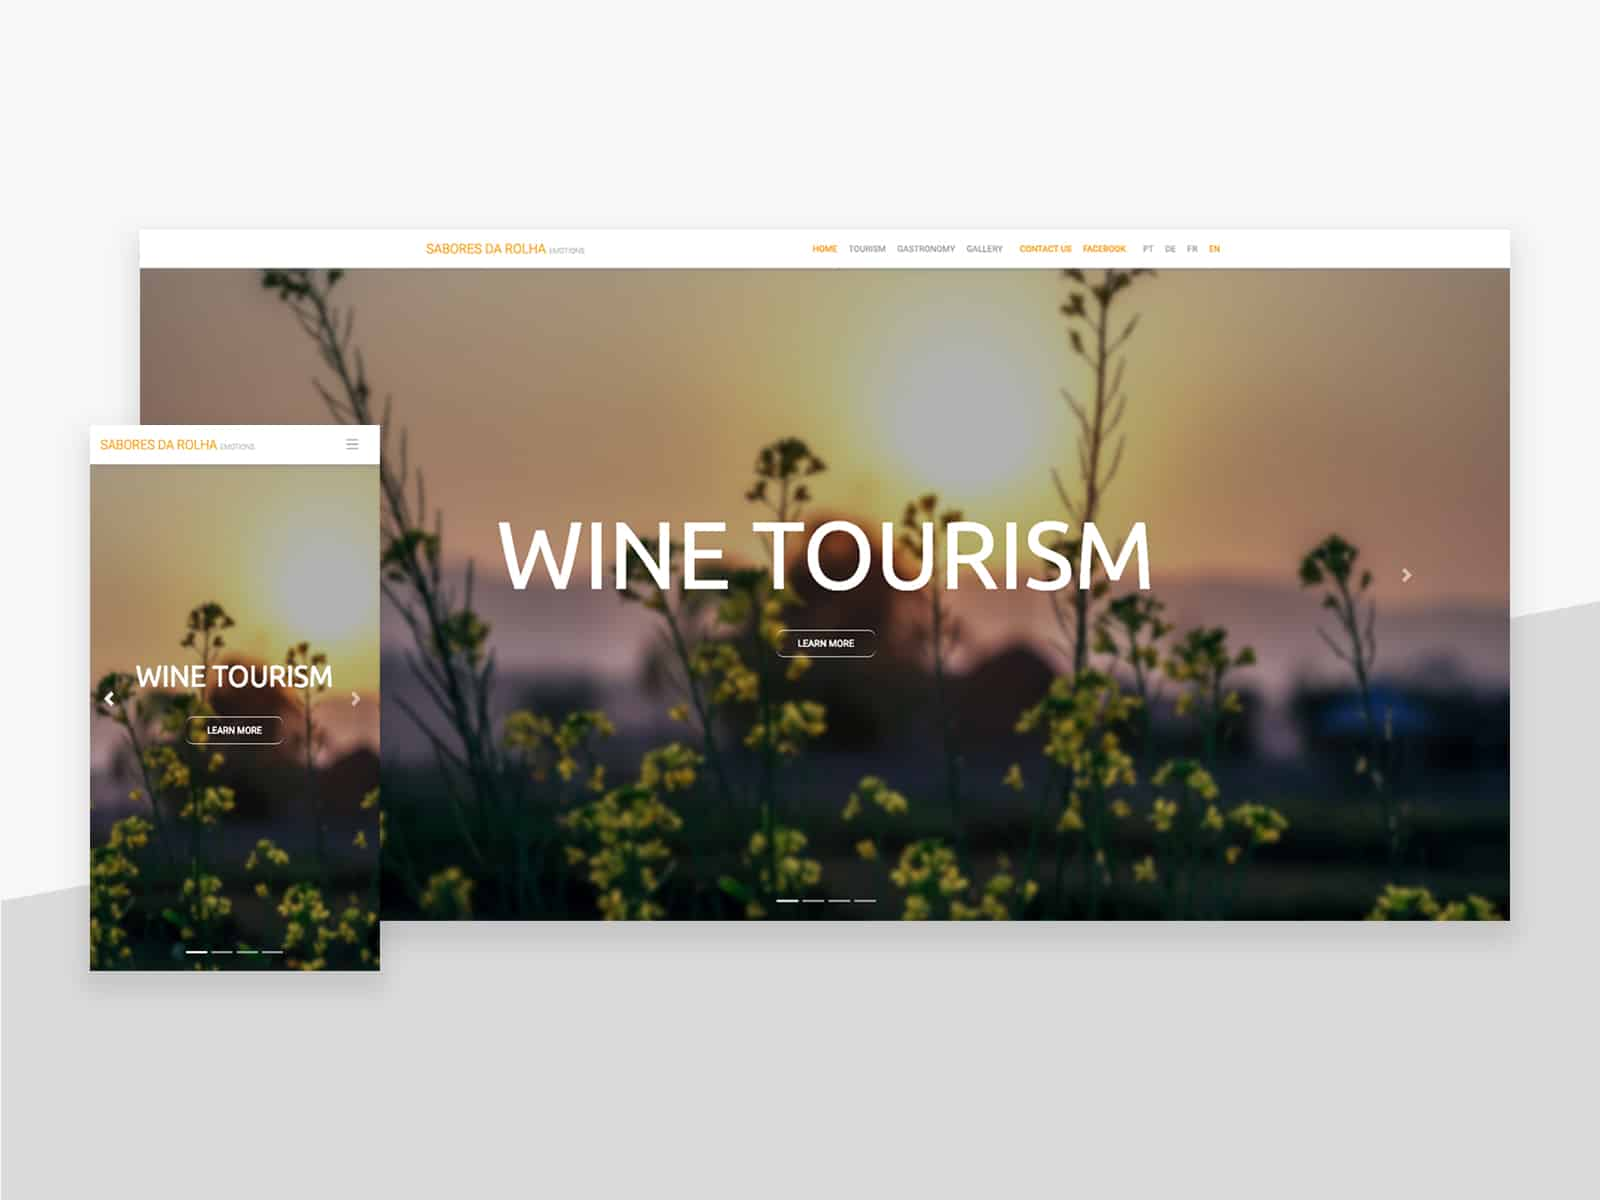 SABORES DA ROLHA EMOTIONS
HOME TOURISM GASTRONOMY GALLERY CONTACT US FACEBOOK PT DE FR EN
WINE TOURISM
LEARN MORE
SABORES DA ROLHA EMOTIONS
WINE TOURISM
LEARN MORE